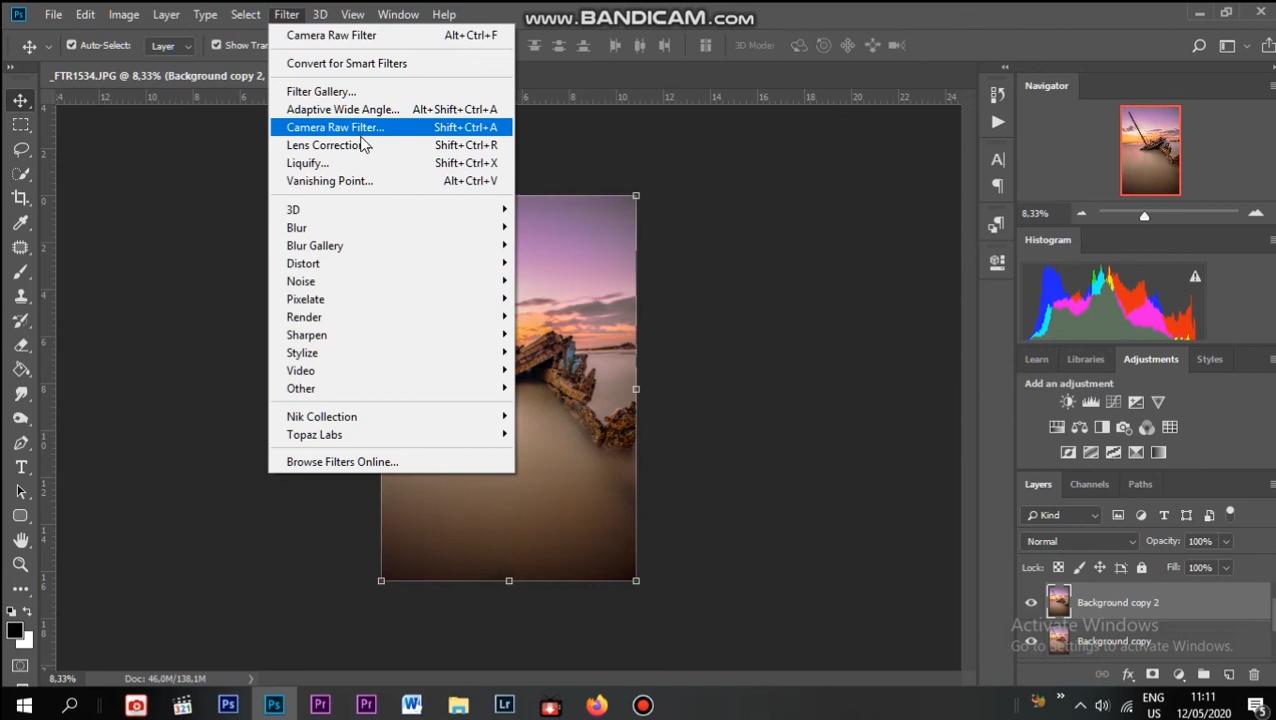 www.BANDICAM.com
Ps File Edit Image Layer Type Select Filter 3D View Window Help
Auto-Select: Layer Show Tra 3D Mode:
_FTR1534.JPG @ 8,33% (Background copy 2,
Camera Raw Filter Alt+Ctrl+F
Convert for Smart Filters
Filter Gallery...
Adaptive Wide Angle... Alt+Shift+Ctrl+A
Camera Raw Filter... Shift+Ctrl+A
Lens Correction Shift+Ctrl+R
Liquify... Shift+Ctrl+X
Vanishing Point... Alt+Ctrl+V
3D
Blur
Blur Gallery
Distort
Noise
Pixelate
Render
Sharpen
Stylize
Video
Other
Nik Collection
Topaz Labs
Browse Filters Online...
Navigator
8,33%
Histogram
Learn Libraries Adjustments Styles
Add an adjustment
Layers Channels Paths
Kind
Normal Opacity: 100%
Lock: Fill: 100%
Background copy 2
Background copy
Activate Windows
Go to Settings to activate Windows.
8,33% Doc: 46,0M/138,1M
Ps Ps Pr Pr W Lr
ENG 11:11
12/05/2020